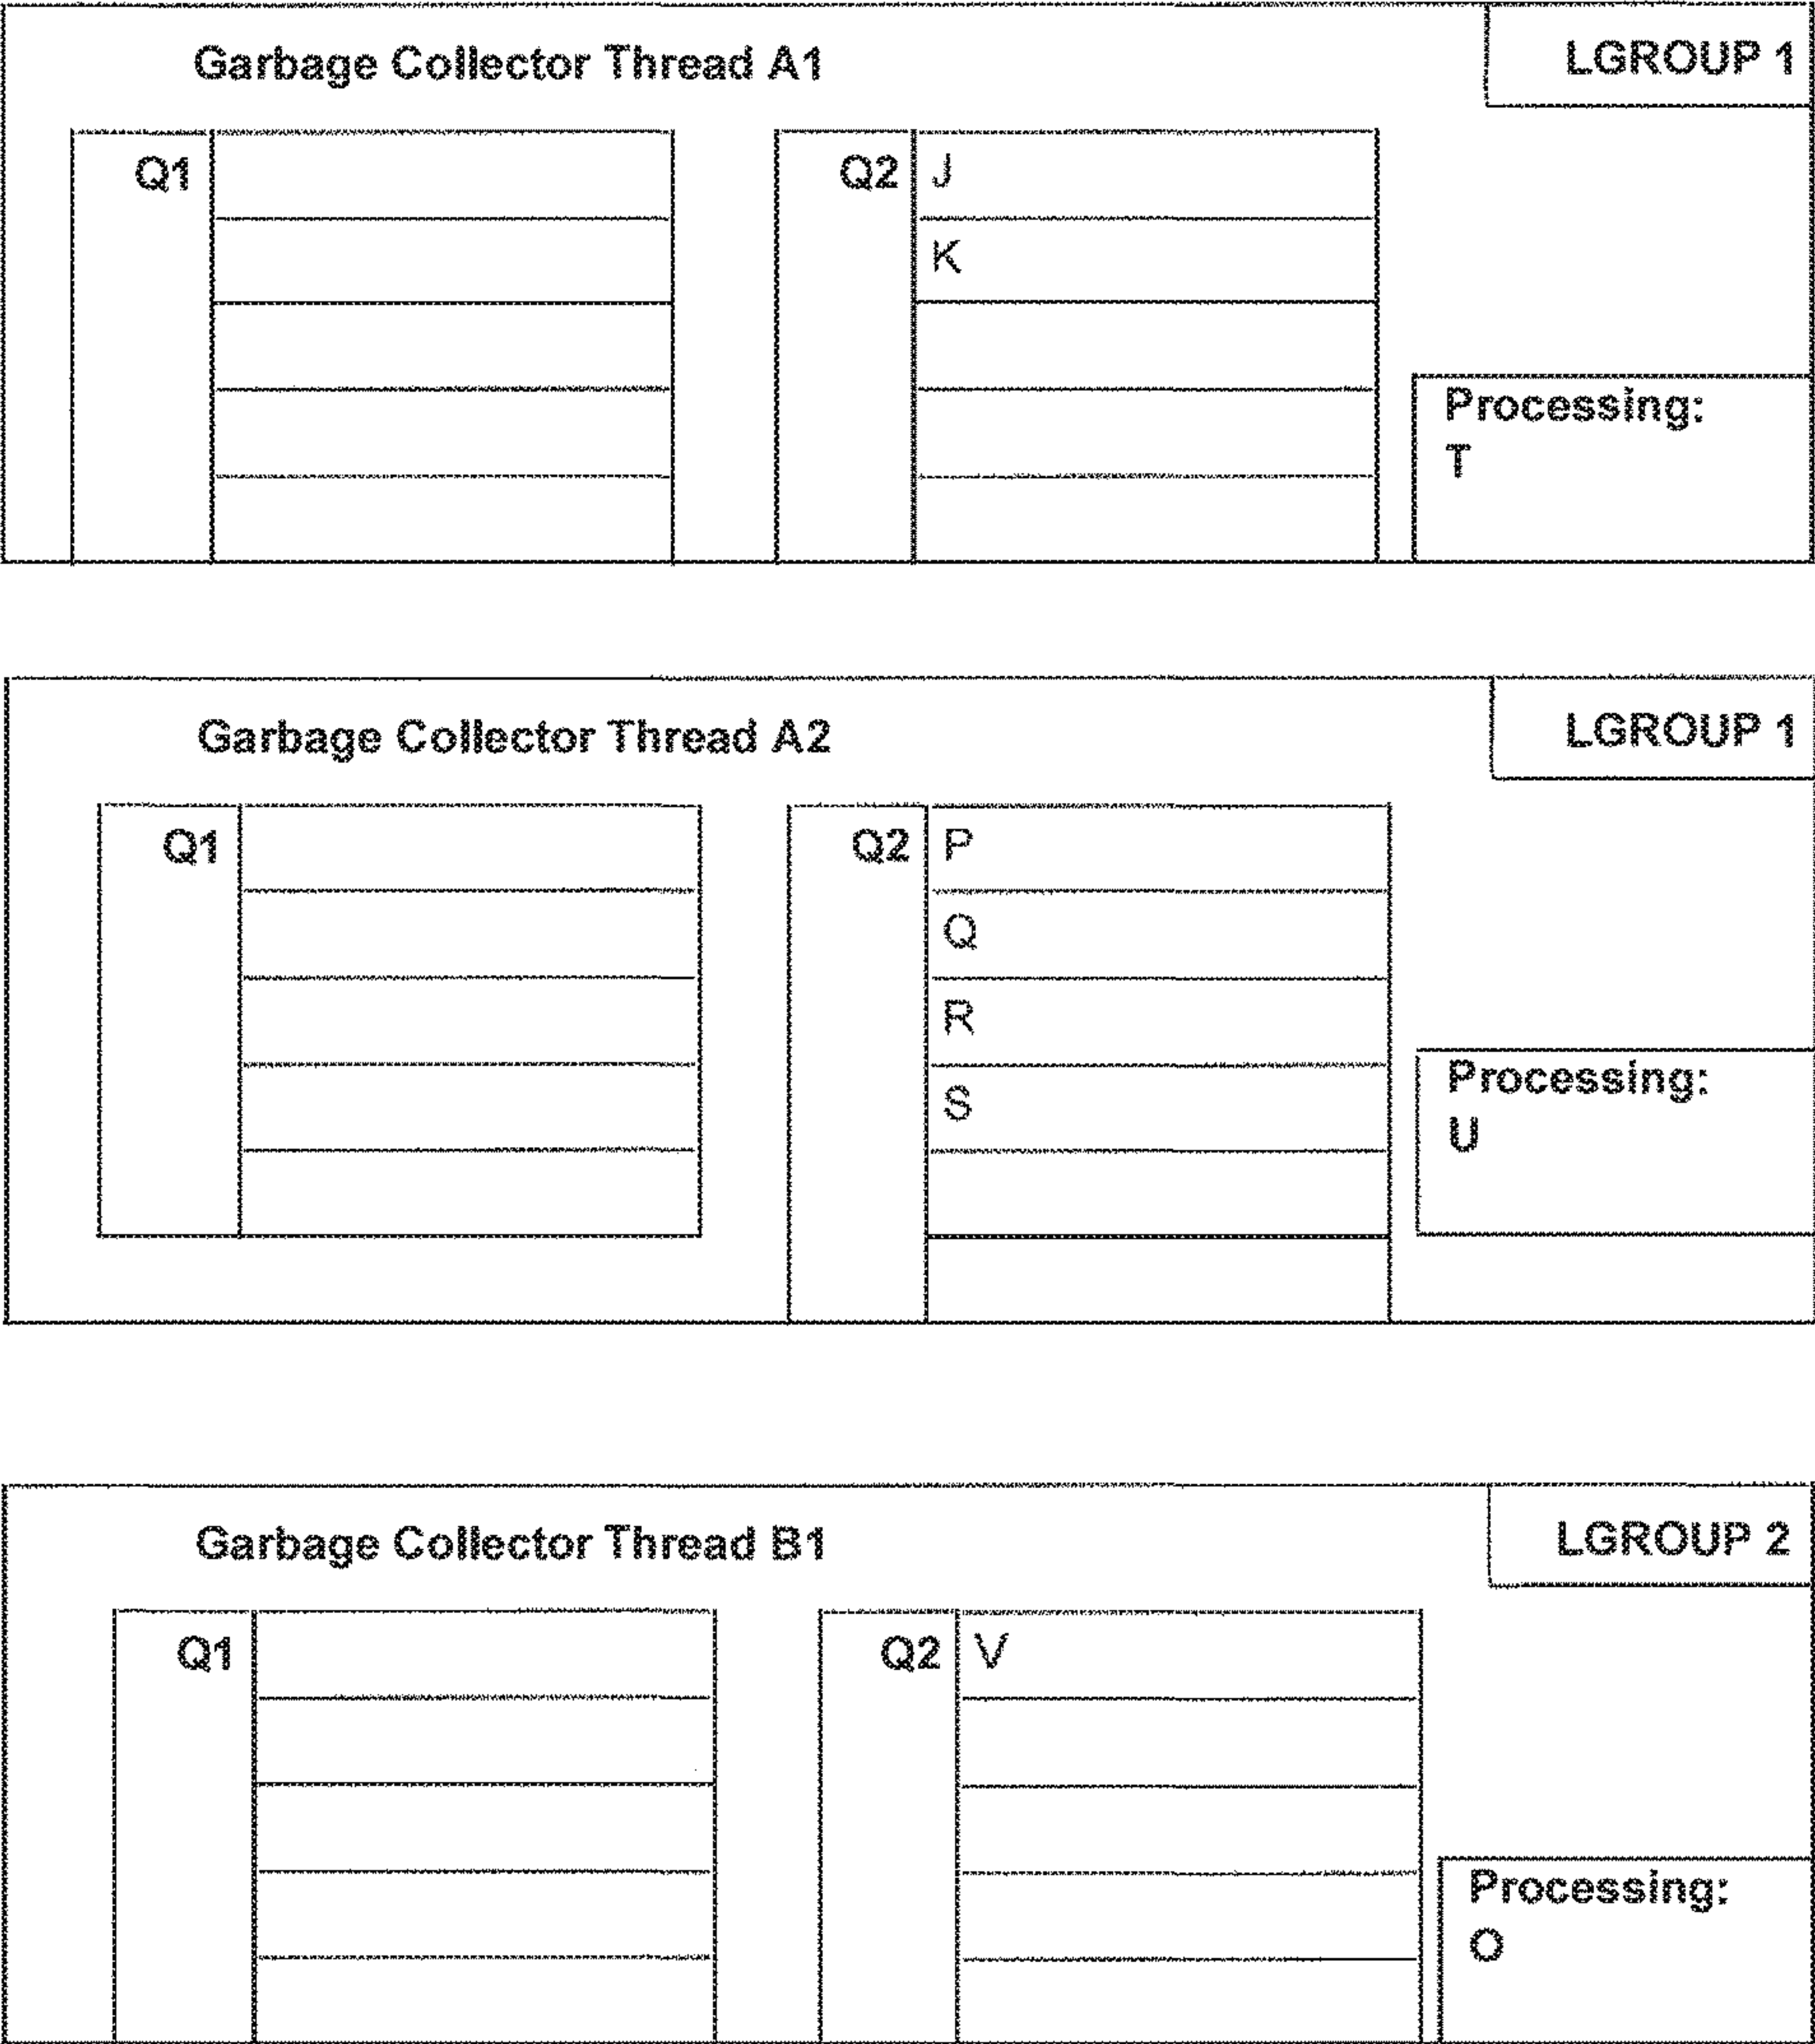 Garbage Collector Thread A1
LGROUP 1
Q1
Q2
J
K
Processing:
T
Garbage Collector Thread A2
LGROUP 1
Q1
Q2
P
Q
R
S
Processing:
U
Garbage Collector Thread B1
LGROUP 2
Q1
Q2
V
Processing:
O